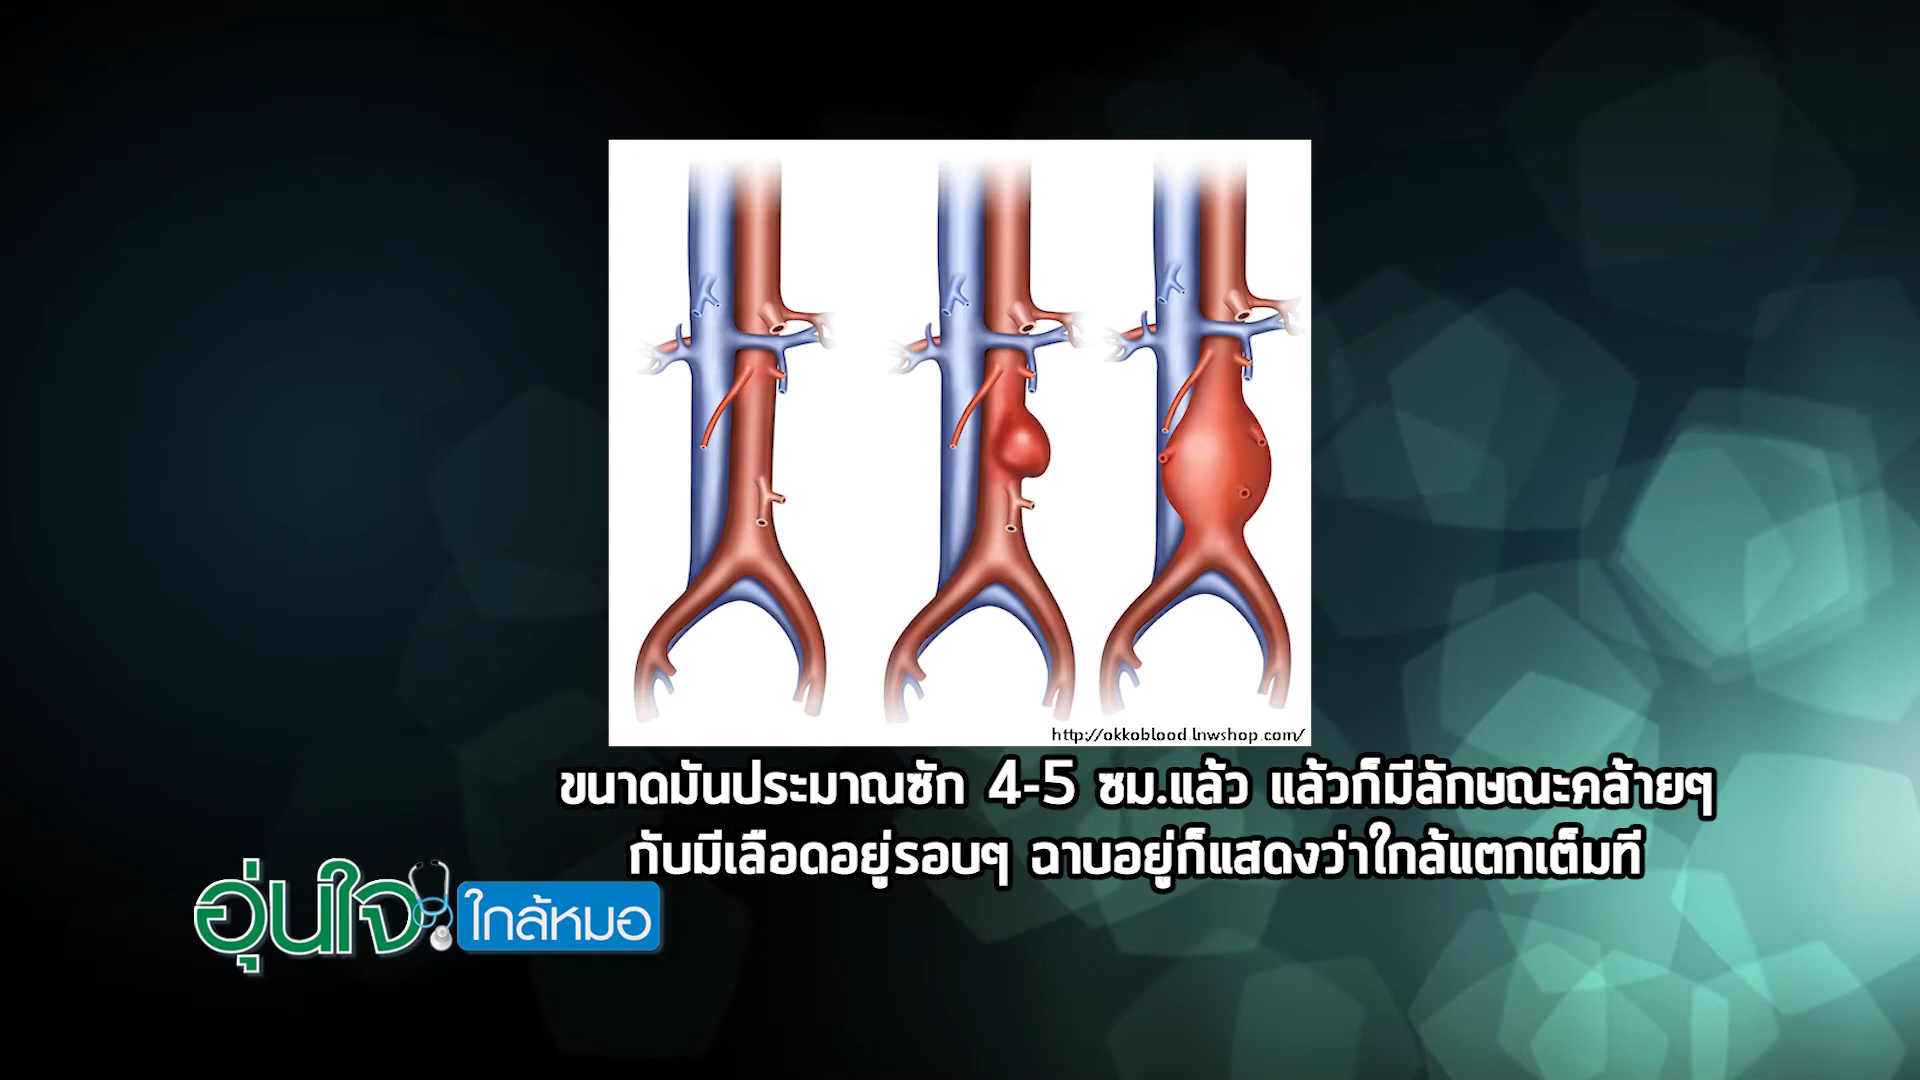 http://okkoblood.lnwshop.com/
ขนาดมันประมาณซัก 4-5 ซม.แล้ว แล้วก็มีลักษณะคล้ายๆ
กับมีเลือดอยู่รอบๆ ฉาบอยู่ก็แสดงว่าใกล้แตกเต็มที
อุ่นใจ ใกล้หมอ